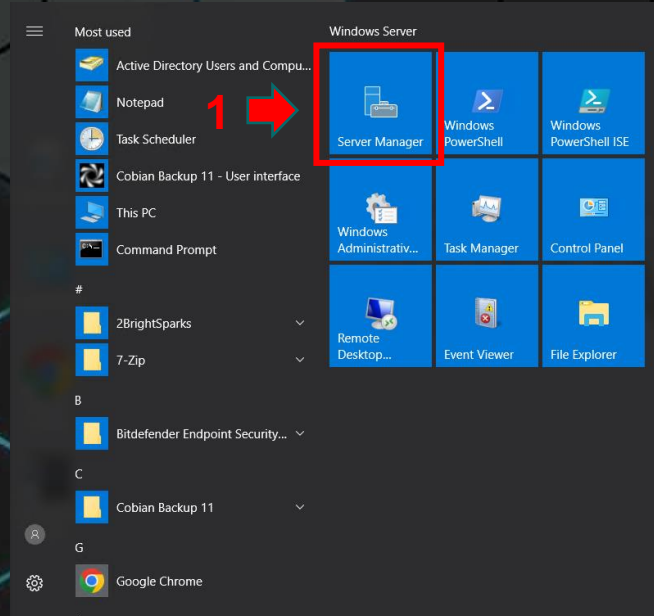 Most used
Active Directory Users and Compu...
Notepad
Task Scheduler
Cobian Backup 11 - User interface
This PC
Command Prompt
#
2BrightSparks
7-Zip
B
Bitdefender Endpoint Security...
C
Cobian Backup 11
G
Google Chrome
1
Windows Server
Server Manager
Windows
PowerShell
Windows
PowerShell ISE
Windows
Administrativ...
Task Manager
Control Panel
Remote
Desktop...
Event Viewer
File Explorer